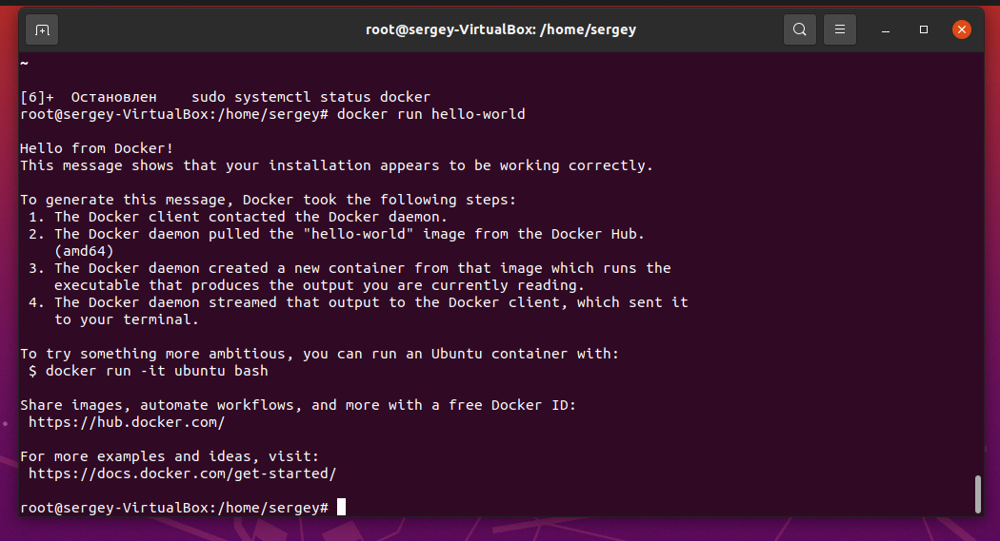 root@sergey-VirtualBox: /home/sergey
~
[6]+  Остановлен    sudo systemctl status docker
root@sergey-VirtualBox:/home/sergey# docker run hello-world
Hello from Docker!
This message shows that your installation appears to be working correctly.
To generate this message, Docker took the following steps:
 1. The Docker client contacted the Docker daemon.
 2. The Docker daemon pulled the "hello-world" image from the Docker Hub.
    (amd64)
 3. The Docker daemon created a new container from that image which runs the
    executable that produces the output you are currently reading.
 4. The Docker daemon streamed that output to the Docker client, which sent it
    to your terminal.
To try something more ambitious, you can run an Ubuntu container with:
 $ docker run -it ubuntu bash
Share images, automate workflows, and more with a free Docker ID:
 https://hub.docker.com/
For more examples and ideas, visit:
 https://docs.docker.com/get-started/
root@sergey-VirtualBox:/home/sergey#